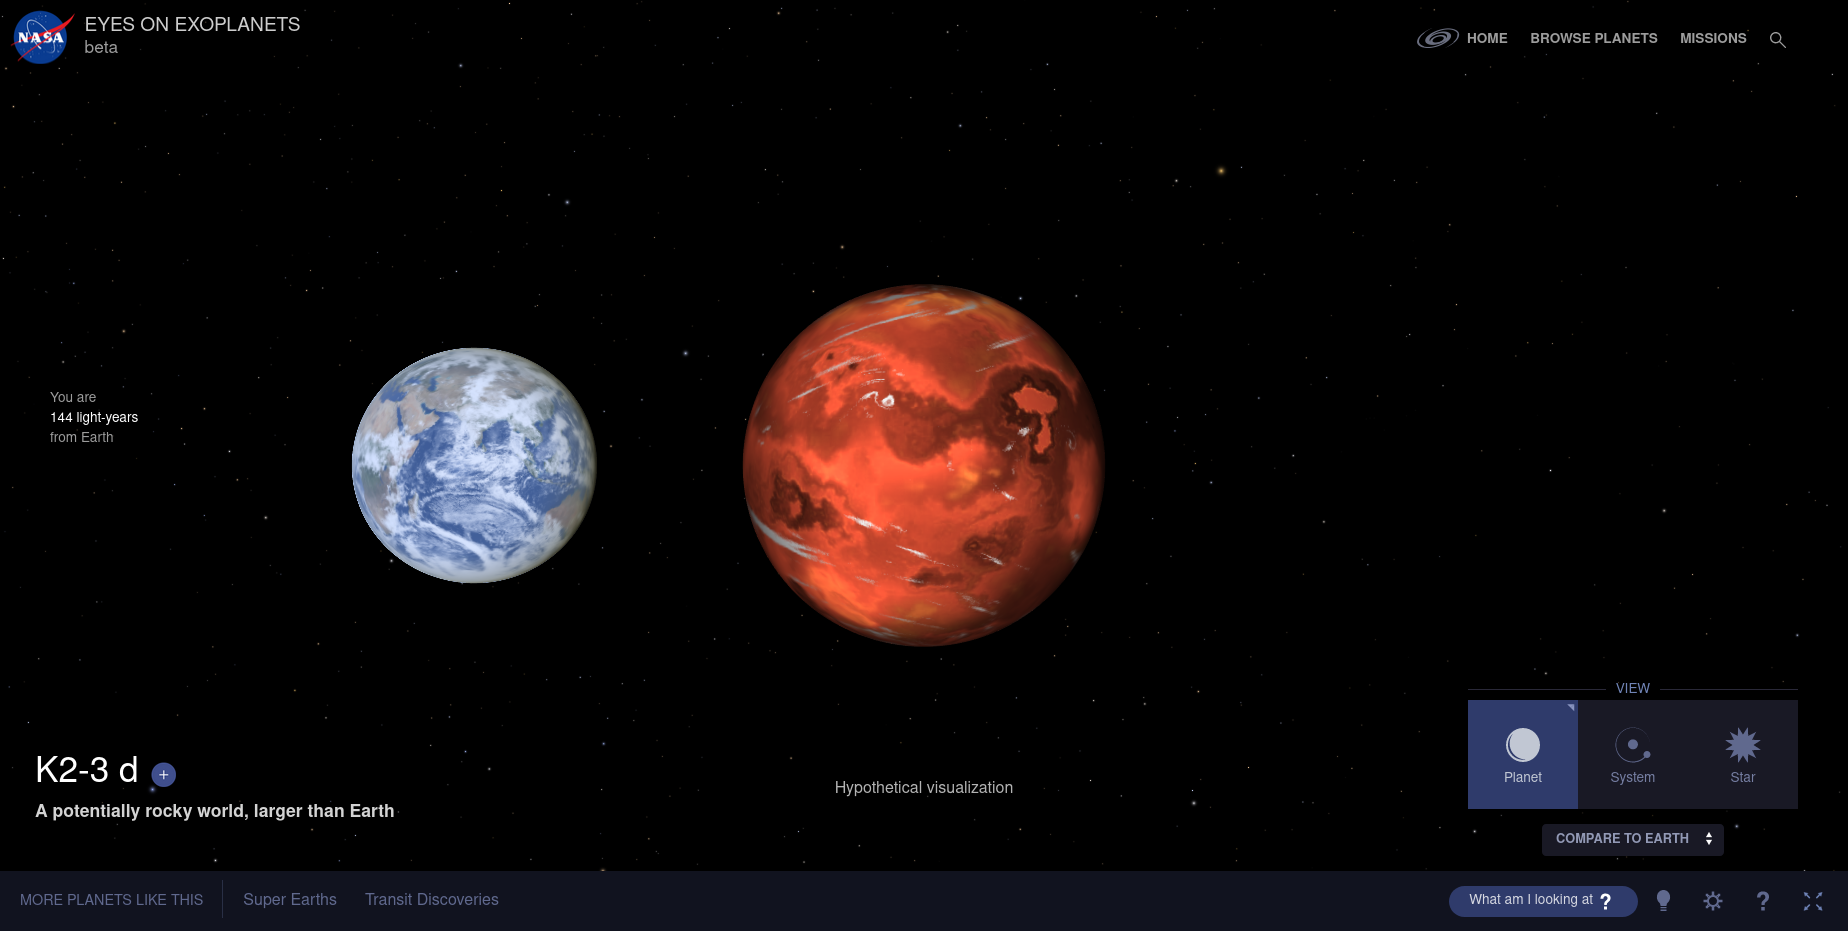 NASA
EYES ON EXOPLANETS
beta
HOME
BROWSE PLANETS
MISSIONS
You are
144 light-years
from Earth
VIEW
Planet
System
Star
K2-3 d +
A potentially rocky world, larger than Earth
Hypothetical visualization
COMPARE TO EARTH
MORE PLANETS LIKE THIS
Super Earths
Transit Discoveries
What am I looking at ?
?